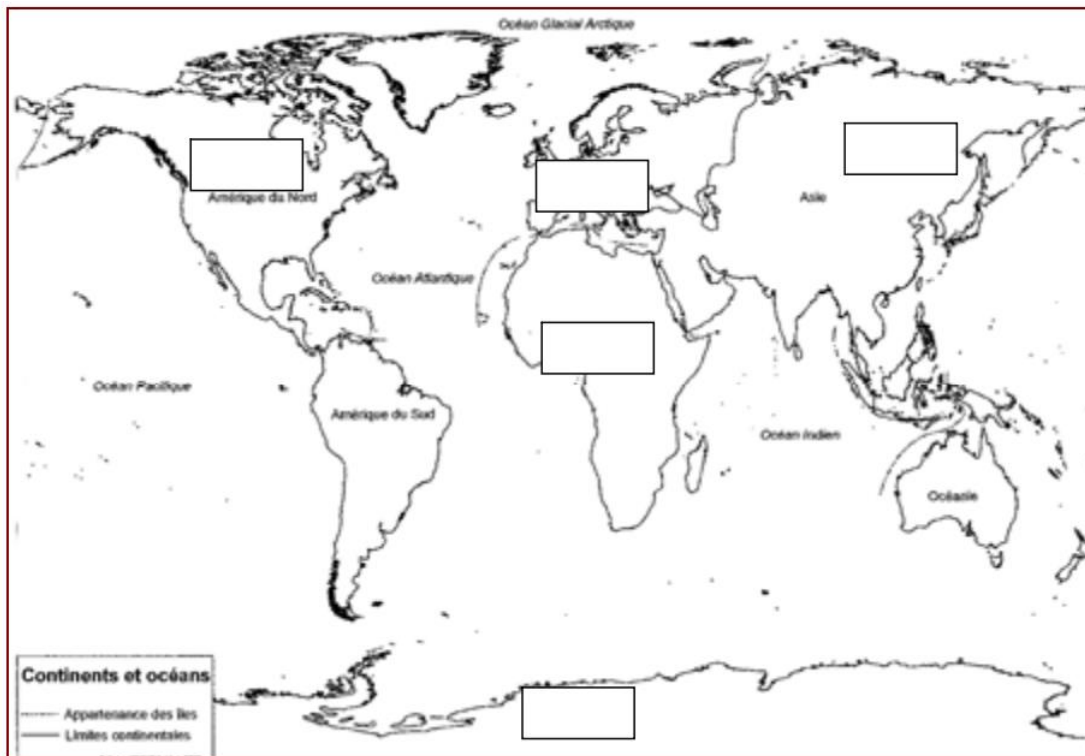 Océan Glacial Arctique
Amérique du Nord
Asie
Océan Atlantique
Océan Pacifique
Amérique du Sud
Océan Indien
Océanie
Continents et océans
Appartenance des îles
Limites continentales